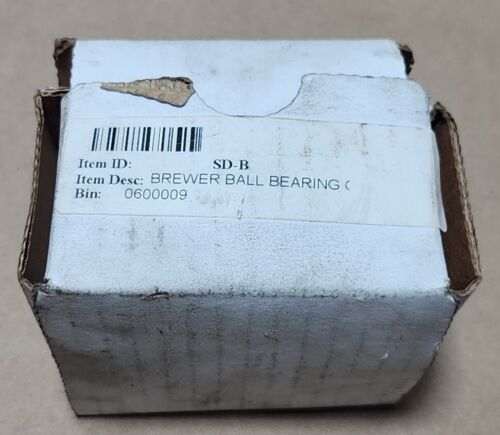 Item ID: SD-B
Item Desc: BREWER BALL BEARING
Bin: 0600009